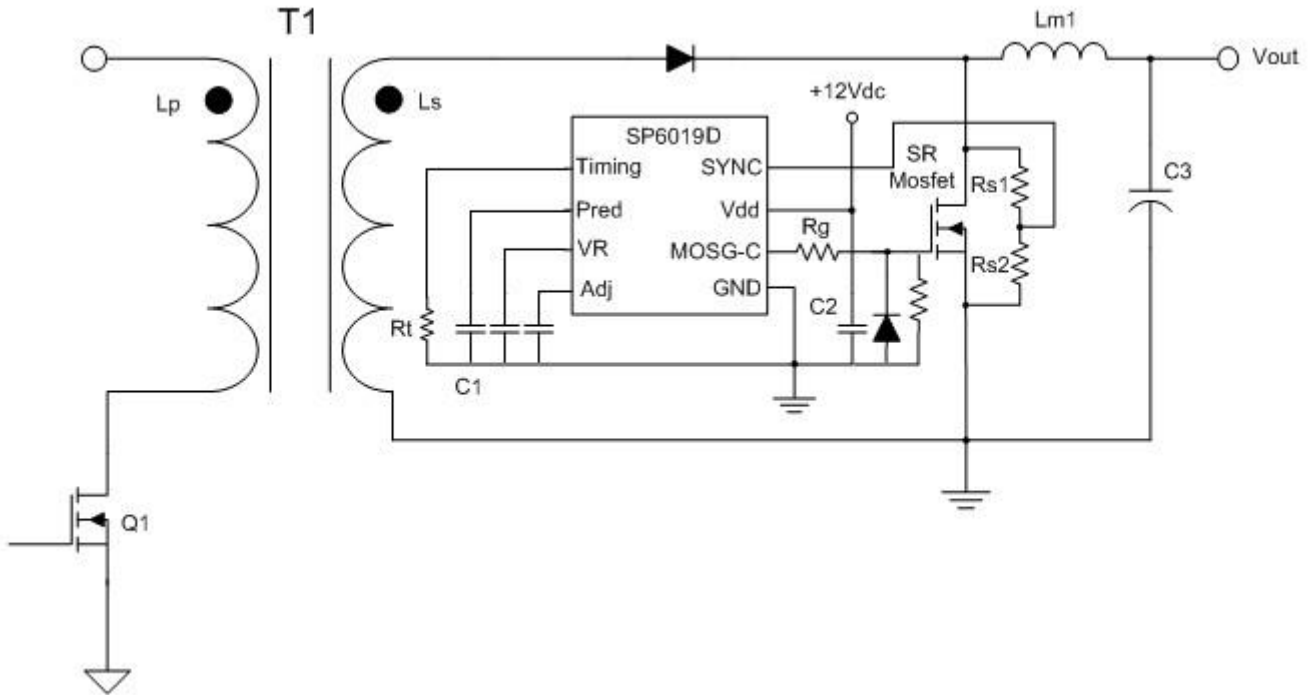 T1
Lm1
Vout
Lp
Ls
+12Vdc
SP6019D
Timing
SYNC
SR
Mosfet
Rs1
C3
Pred
Vdd
Rg
VR
MOSG-C
Rs2
Adj
GND
C2
Rt
C1
Q1